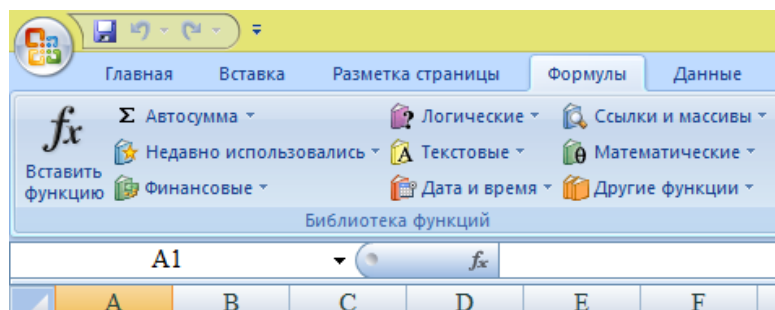 Главная Вставка Разметка страницы Формулы Данные
fx Σ Автосумма Логические Ссылки и массивы
Недавно использовались Текстовые Математические
Вставить функцию Финансовые Дата и время Другие функции
Библиотека функций
A1 fx
A B C D E F